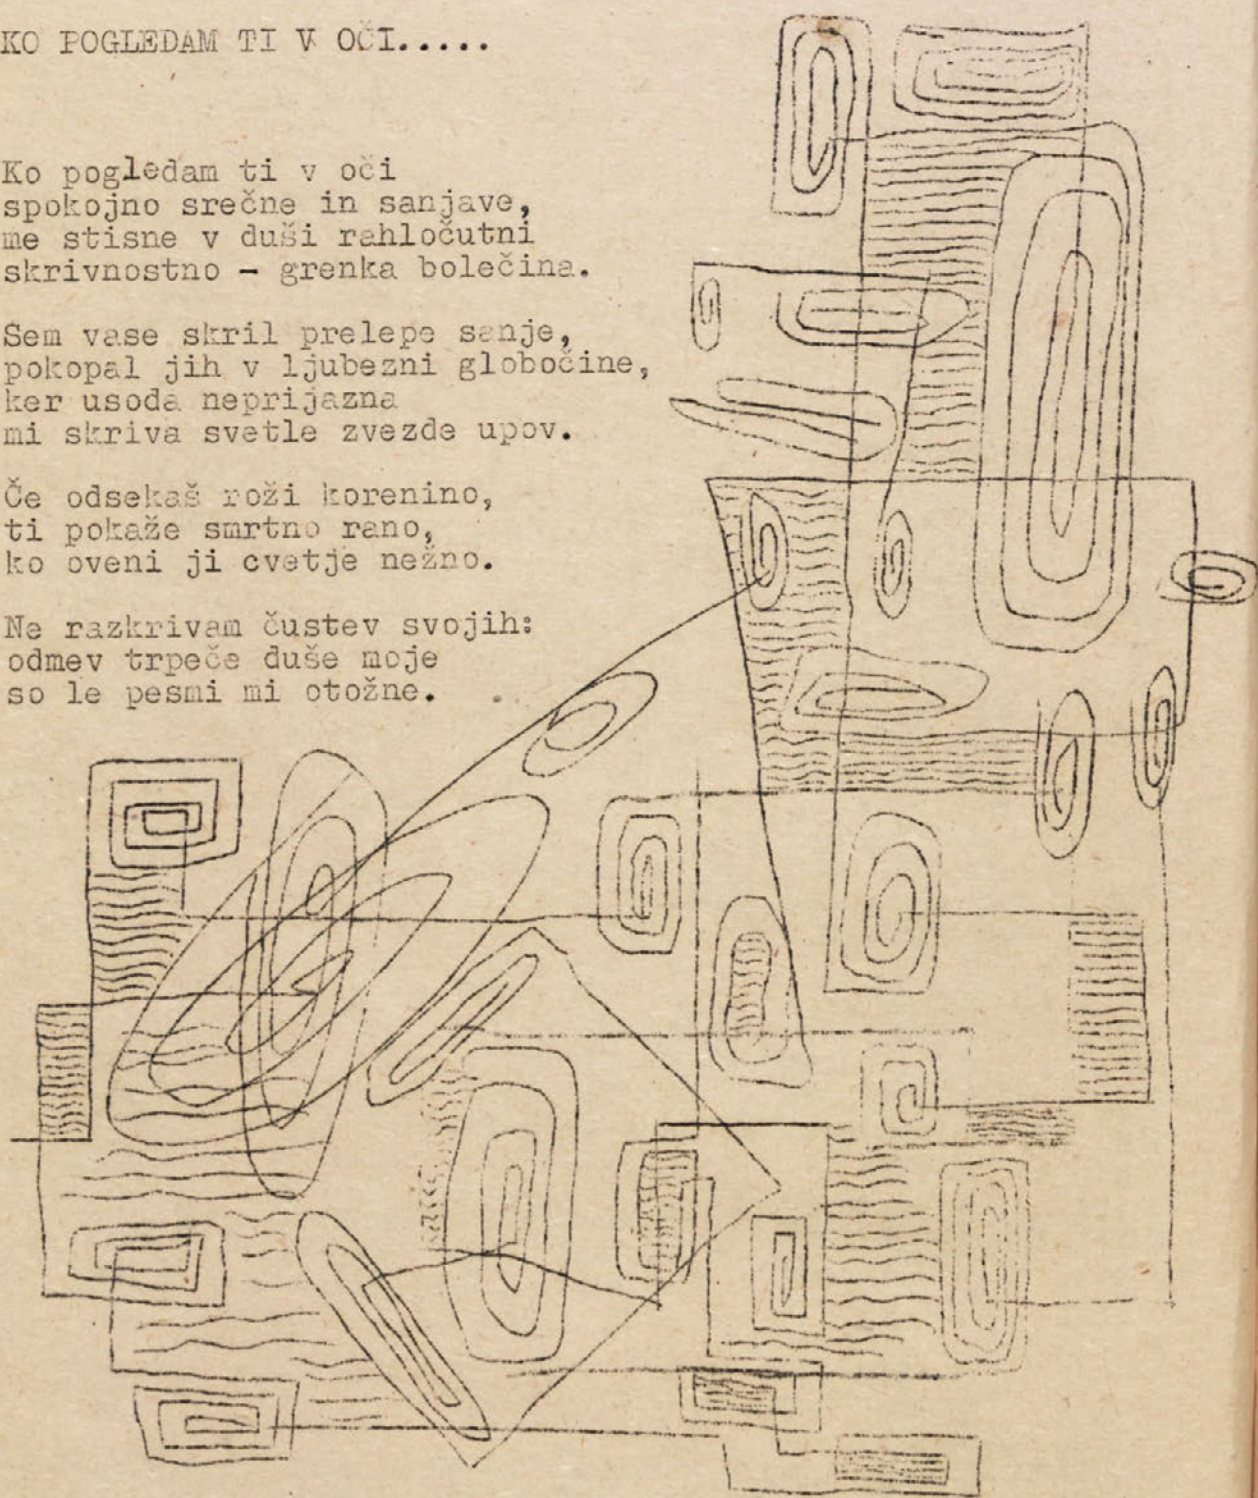 KO POGLEDAM TI V OČI.....
Ko pogledam ti v oči
spokojno srečne in sanjave,
me stisne v duši rahločutni
skrivnostno - grenka bolečina.
Sem vase skril prelepe sanje,
pokopal jih v ljubezni globočine,
ker usoda neprijazna
mi skriva svetle zvezde upov.
Če odsekaš roži korenino,
ti pokaže smrtno rano,
ko oveni ji cvetje nežno.
Ne razkrivam čustev svojih:
odmev trpeče duše moje
so le pesmi mi otožne.